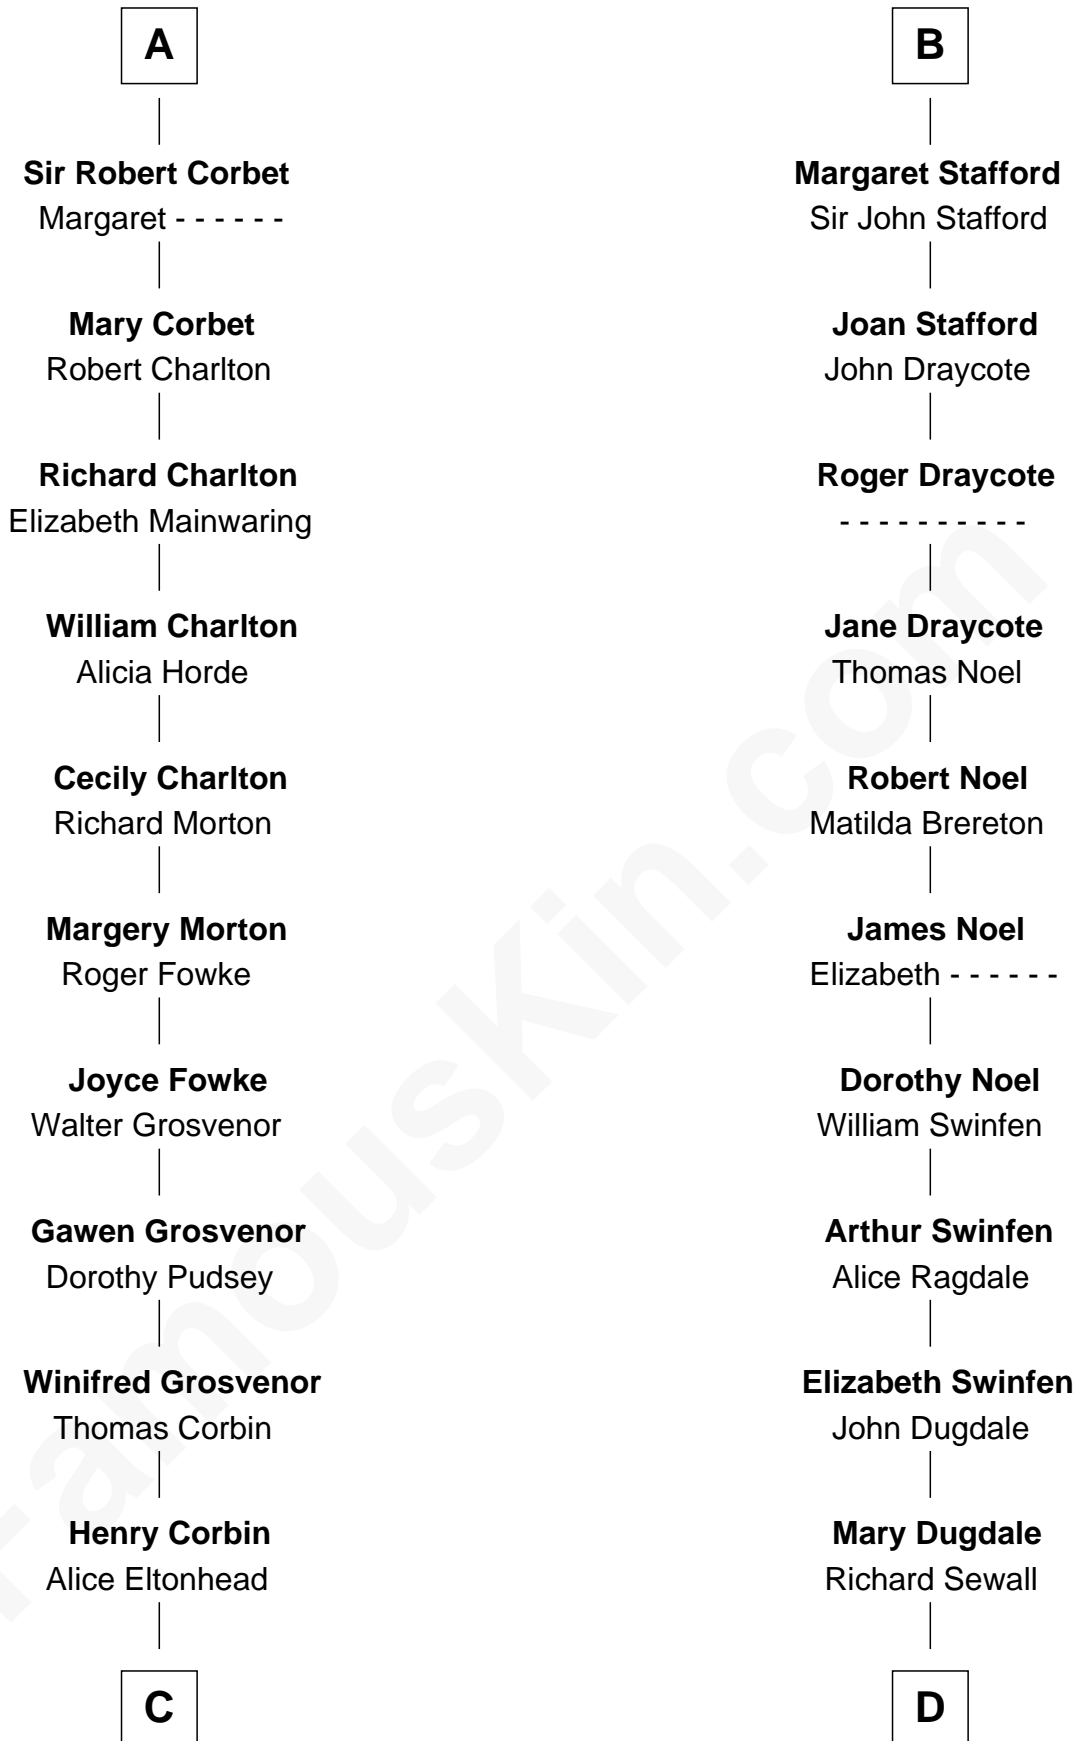 A
Sir Robert Corbet
Margaret - - - - - -
Mary Corbet
Robert Charlton
Richard Charlton
Elizabeth Mainwaring
William Charlton
Alicia Horde
Cecily Charlton
Richard Morton
Margery Morton
Roger Fowke
Joyce Fowke
Walter Grosvenor
Gawen Grosvenor
Dorothy Pudsey
Winifred Grosvenor
Thomas Corbin
Henry Corbin
Alice Eltonhead
C
B
Margaret Stafford
Sir John Stafford
Joan Stafford
John Draycote
Roger Draycote
- - - - - - - - - -
Jane Draycote
Thomas Noel
Robert Noel
Matilda Brereton
James Noel
Elizabeth - - - - - -
Dorothy Noel
William Swinfen
Arthur Swinfen
Alice Ragdale
Elizabeth Swinfen
John Dugdale
Mary Dugdale
Richard Sewall
D
FamousKin.com